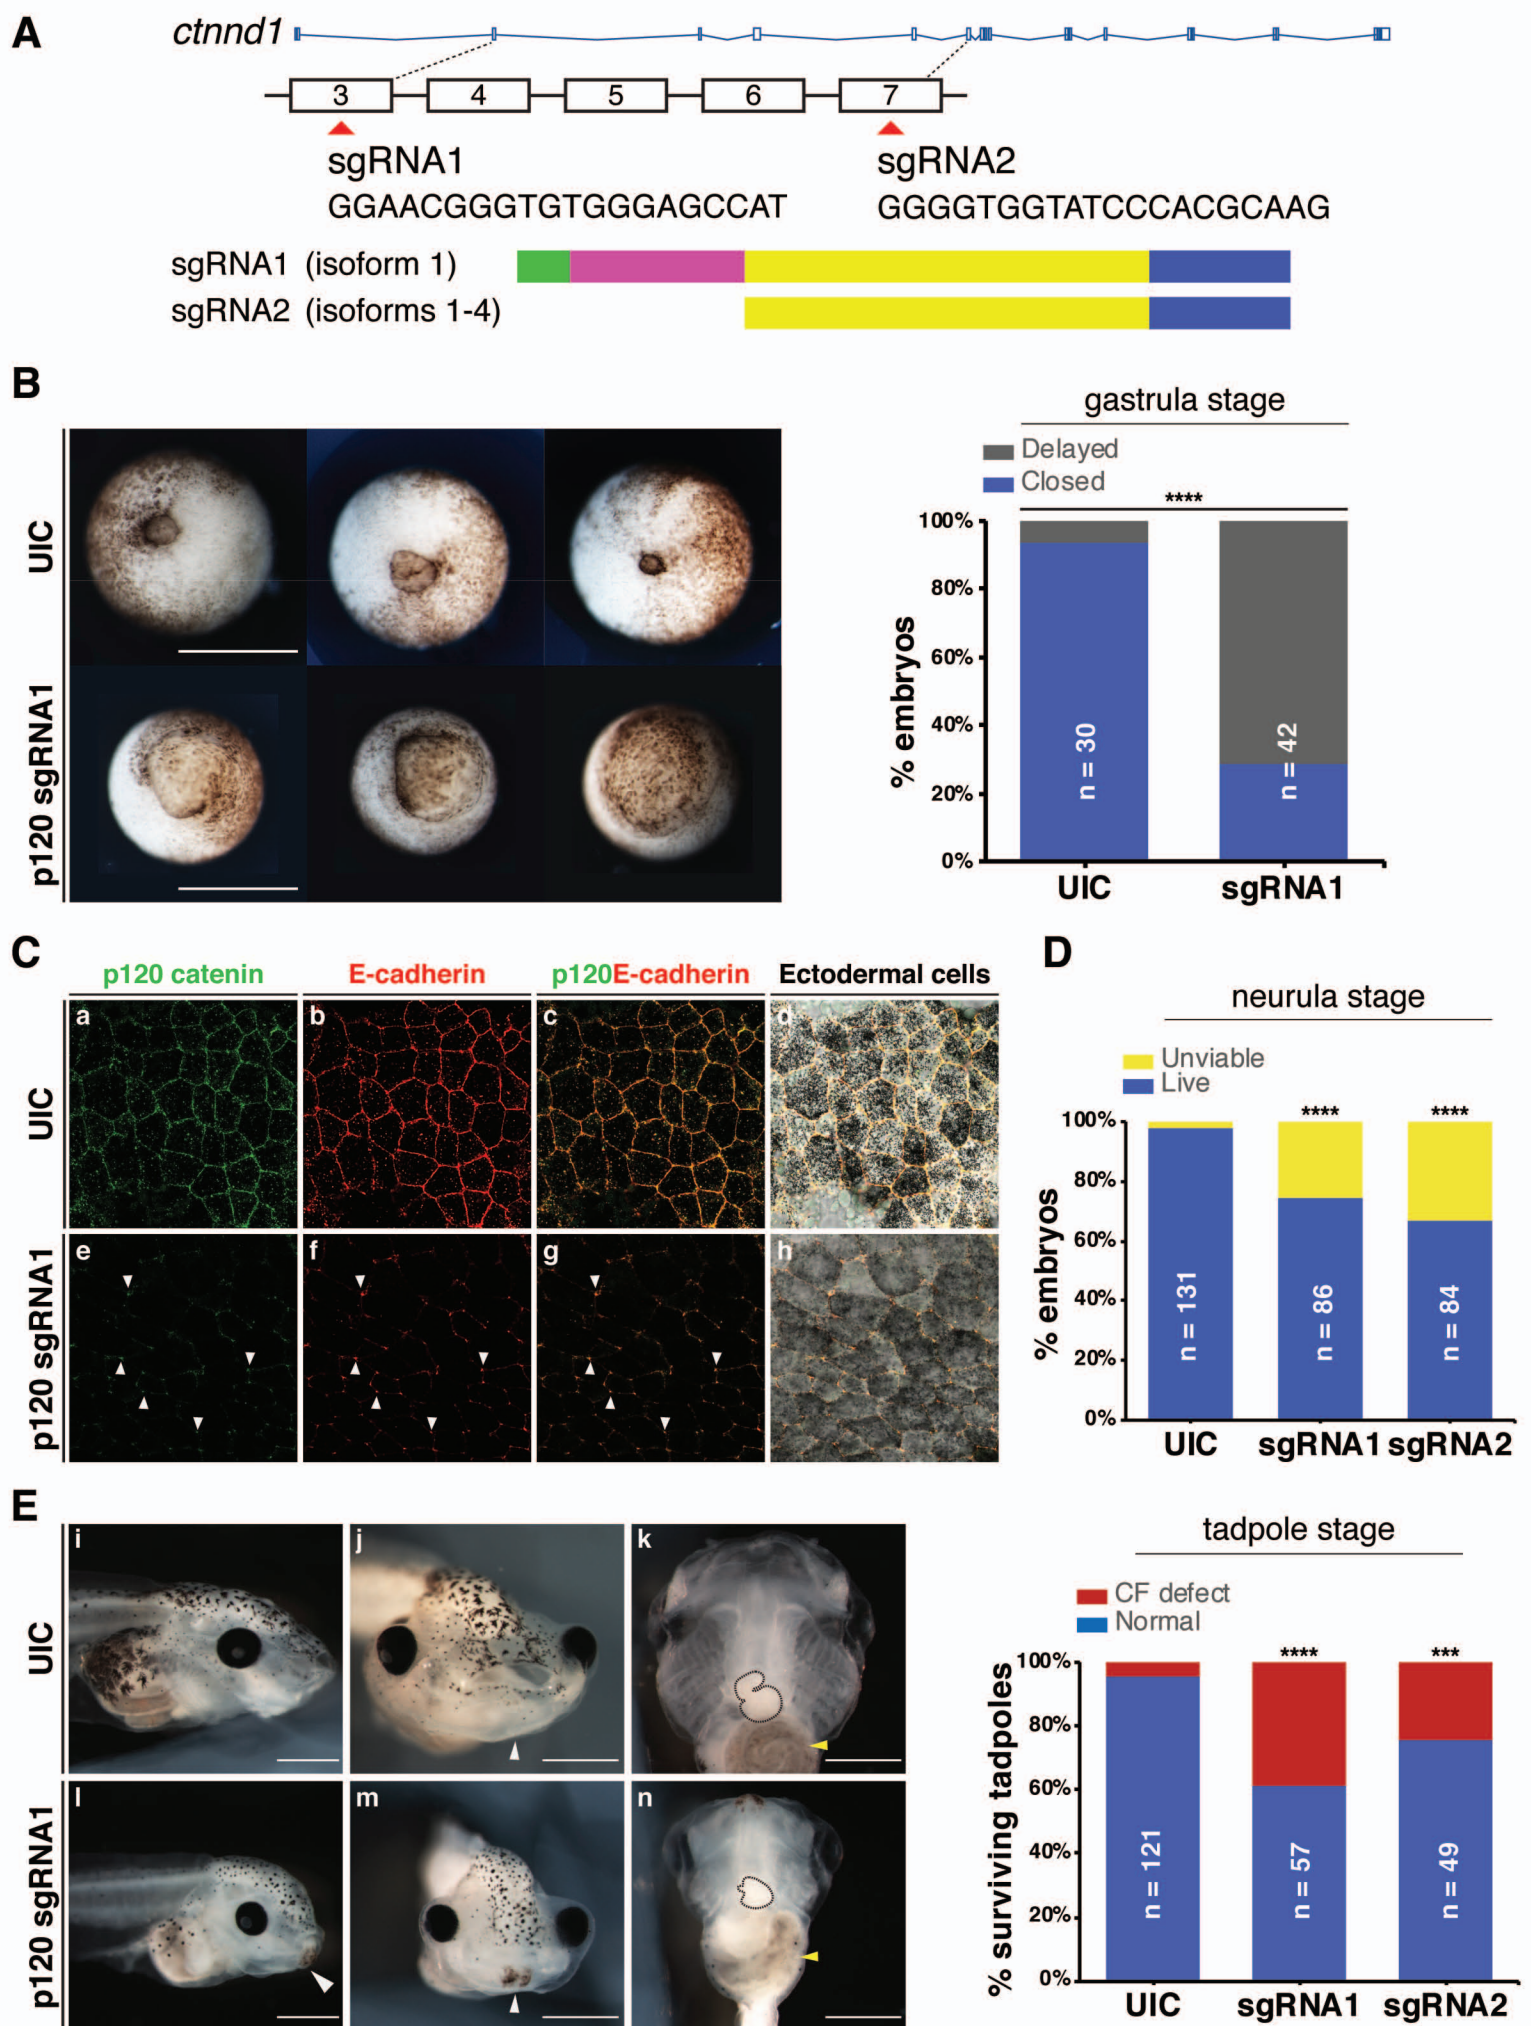 A
ctnnd1
3 4 5 6 7
sgRNA1 sgRNA2
GGAACGGGTGTGGGAGCCAT GGGGTGGTATCCCACGCAAG
sgRNA1 (isoform 1)
sgRNA2 (isoforms 1-4)
B
UIC
p120 sgRNA1
gastrula stage
Delayed
Closed
****
100%
80%
60%
40%
20%
0%
% embryos
n = 30
n = 42
UIC sgRNA1
C
p120 catenin E-cadherin p120E-cadherin Ectodermal cells
UIC
a b c d
p120 sgRNA1
e f g h
D
neurula stage
Unviable
Live
**** ****
100%
80%
60%
40%
20%
0%
% embryos
n = 131
n = 86
n = 84
UIC sgRNA1 sgRNA2
E
UIC
i j k
p120 sgRNA1
l m n
tadpole stage
CF defect
Normal
**** ***
100%
80%
60%
40%
20%
0%
% surviving tadpoles
n = 121
n = 57
n = 49
UIC sgRNA1 sgRNA2